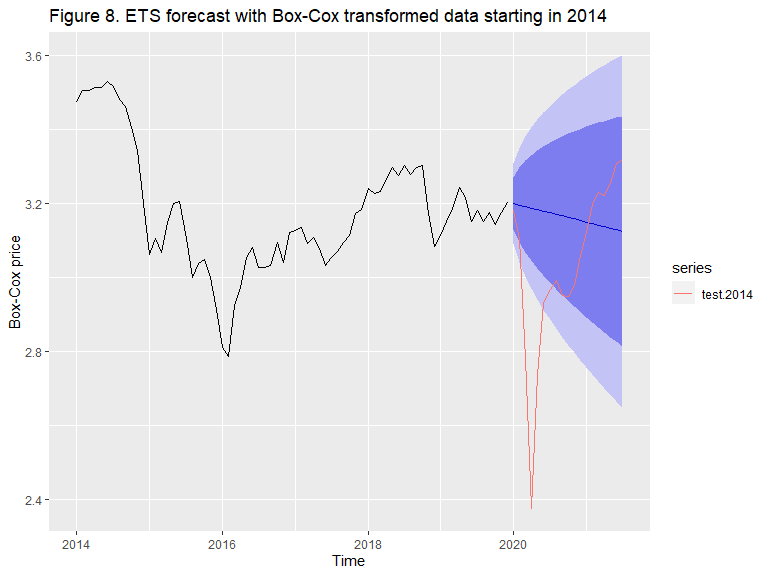 Figure 8. ETS forecast with Box-Cox transformed data starting in 2014
3.6
3.2
2.8
2.4
Box-Cox price
2014 2016 2018 2020
Time
series
test.2014